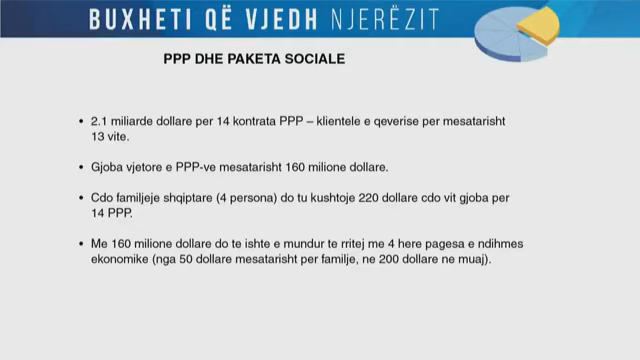 BUXHETI QË VJEDH NJERËZIT
PPP DHE PAKETA SOCIALE
• 2.1 miliarde dollare per 14 kontrata PPP – klientele e qeverise per mesatarisht
13 vite.
• Gjoba vjetore e PPP-ve mesatarisht 160 milione dollare.
• Cdo familjeje shqiptare (4 persona) do tu kushtoje 220 dollare cdo vit gjoba per
14 PPP.
• Me 160 milione dollare do te ishte e mundur te rritej me 4 here pagesa e ndihmes
ekonomike (nga 50 dollare mesatarisht per familje, ne 200 dollare ne muaj).